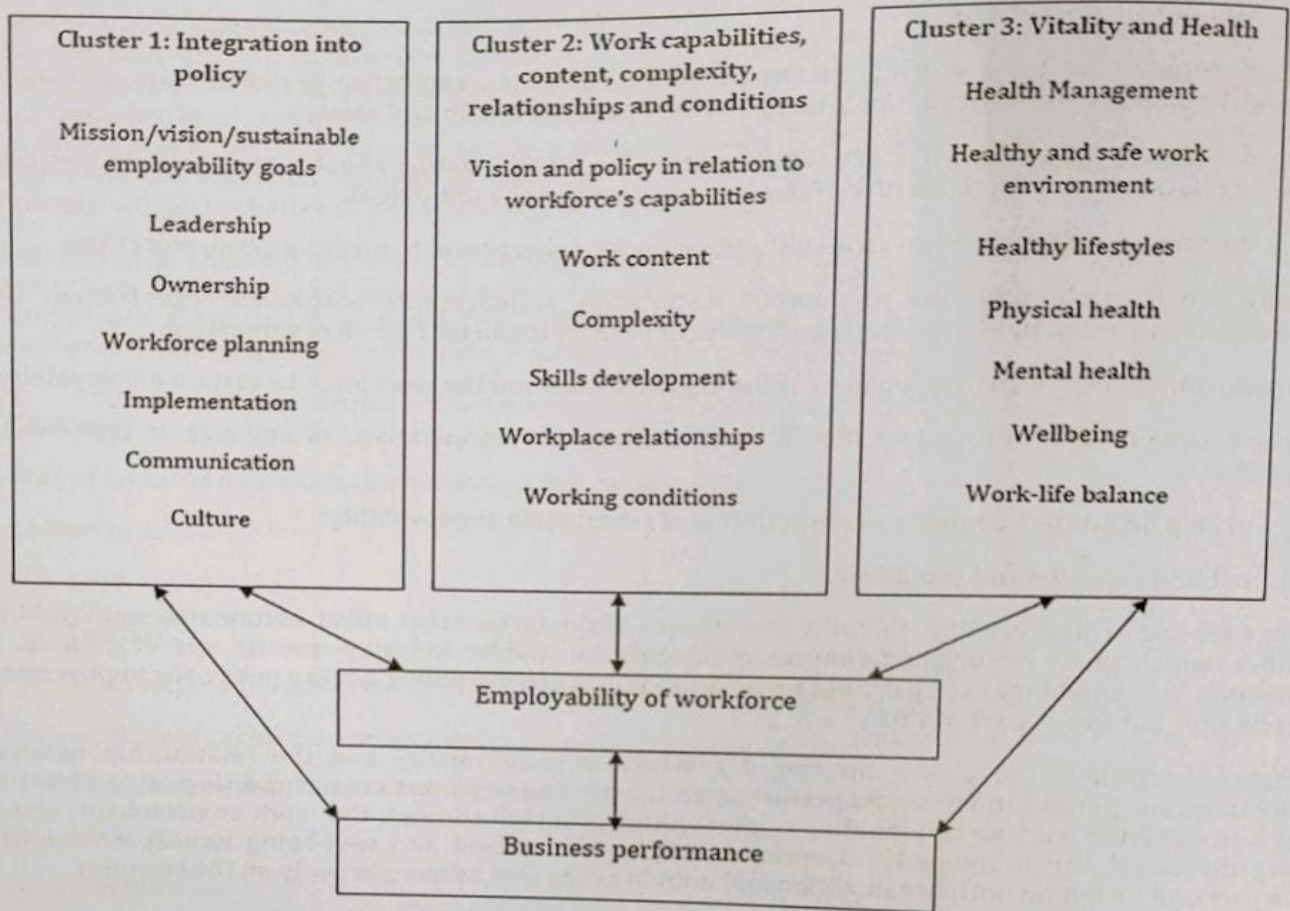 Cluster 1: Integration into
policy
Mission/vision/sustainable
employability goals
Leadership
Ownership
Workforce planning
Implementation
Communication
Culture
Cluster 2: Work capabilities,
content, complexity,
relationships and conditions
Vision and policy in relation to
workforce's capabilities
Work content
Complexity
Skills development
Workplace relationships
Working conditions
Cluster 3: Vitality and Health
Health Management
Healthy and safe work
environment
Healthy lifestyles
Physical health
Mental health
Wellbeing
Work-life balance
Employability of workforce
Business performance